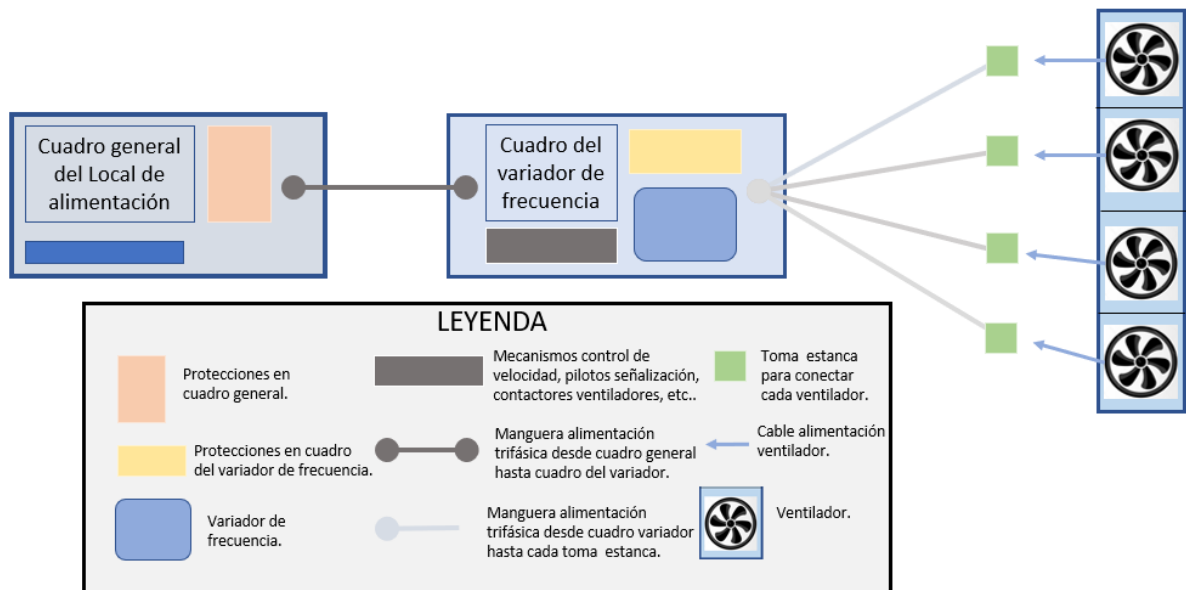 Cuadro general
del Local de
alimentación
Cuadro del
variador de
frecuencia
LEYENDA
Protecciones en
cuadro general.
Mecanismos control de
velocidad, pilotos señalización,
contactores ventiladores, etc..
Toma estanca
para conectar
cada ventilador.
Protecciones en cuadro
del variador de frecuencia.
Manguera alimentación
trifásica desde cuadro general
hasta cuadro del variador.
Cable alimentación
ventilador.
Variador de
frecuencia.
Manguera alimentación
trifásica desde cuadro variador
hasta cada toma estanca.
Ventilador.